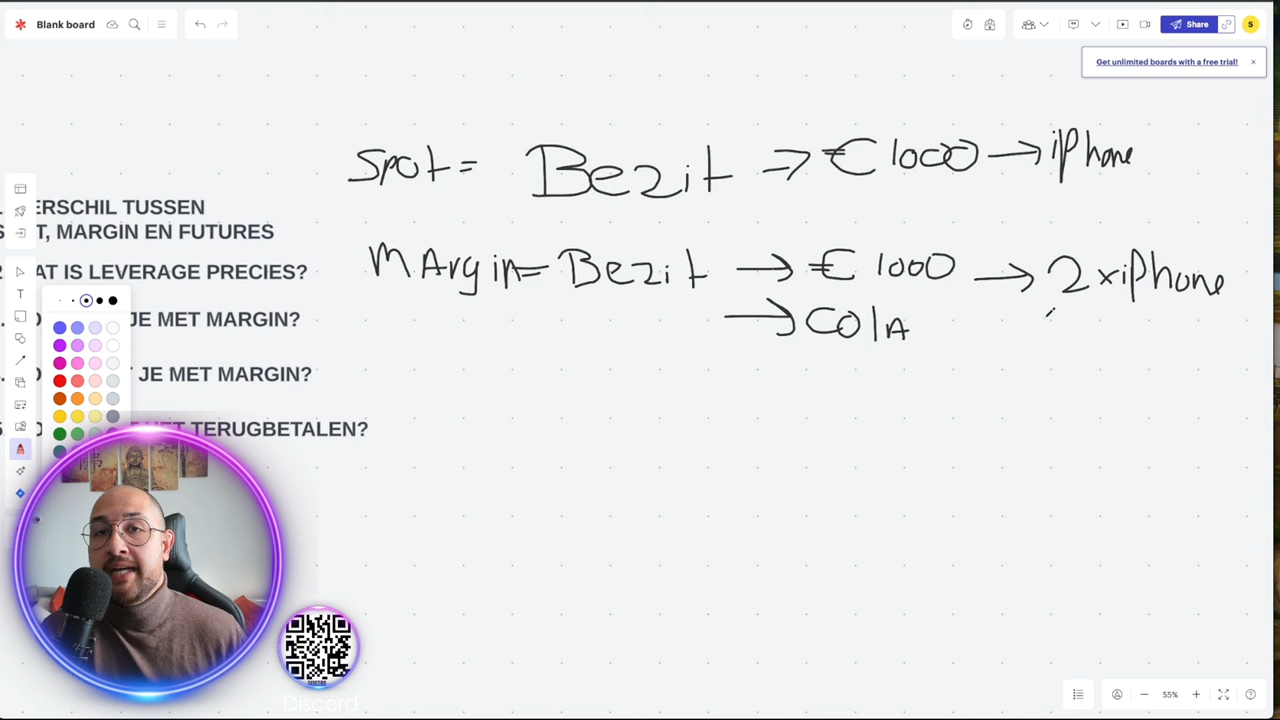 Blank board
Share
S
Get unlimited boards with a free trial!
Spot = Bezit → €1000 → iPhone
ERSCHIL TUSSEN
T, MARGIN EN FUTURES
MArgin= Bezit → € 1000 → 2xiPhone
AT IS LEVERAGE PRECIES?
→ ColA
JE MET MARGIN?
T JE MET MARGIN?
TERUGBETALEN?
Discord
55%